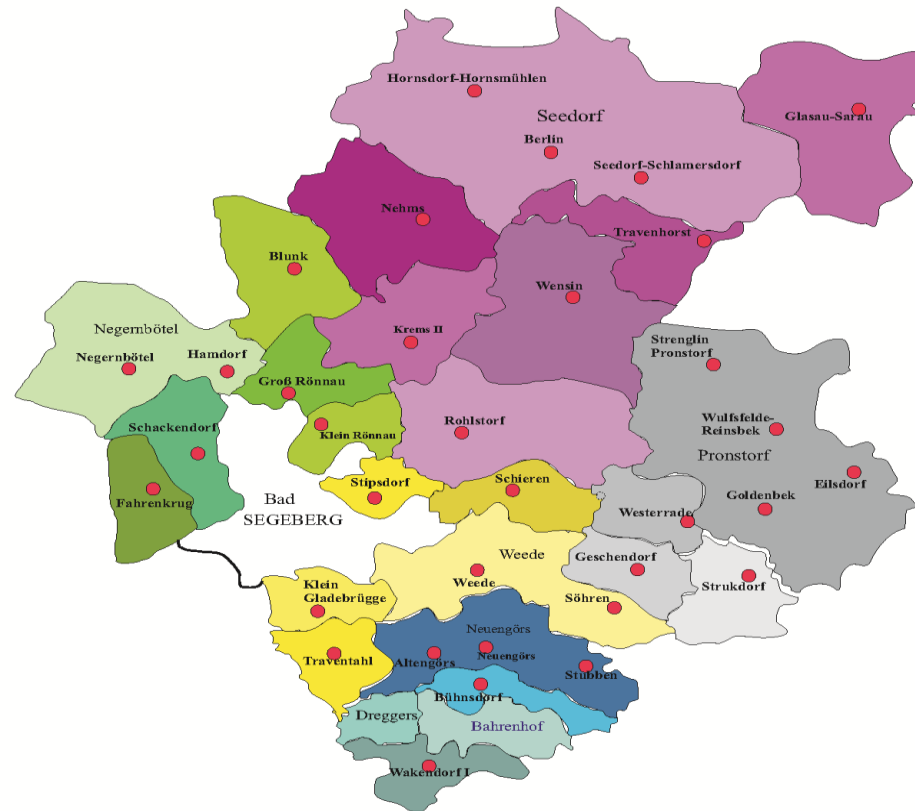 Hornsdorf-Hornsmühlen
Seedorf
Glasau-Sarau
Berlin
Seedorf-Schlamersdorf
Nehms
Travenhorst
Blunk
Wensin
Negernbötel
Krems II
Strenglin
Pronstorf
Negernbötel
Hamdorf
Groß Rönnau
Wulfsfelde-
Reinsbek
Schackendorf
Klein Rönnau
Rohlstorf
Pronstorf
Stipsdorf
Schieren
Eilsdorf
Fahrenkrug
Bad
SEGEBERG
Westerrade
Goldenbek
Weede
Geschendorf
Klein
Gladebrügge
Weede
Söhren
Strukdorf
Neuengörs
Traventahl
Altengörs
Neuengörs
Stubben
Bühnsdorf
Dreggers
Bahrenhof
Wakendorf I